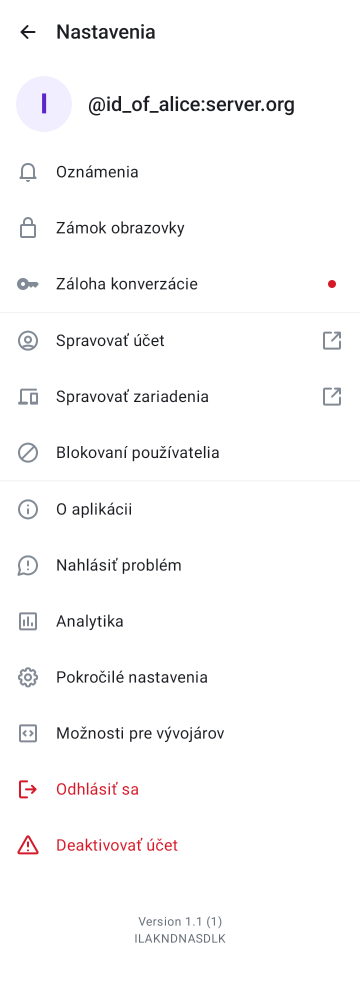 Nastavenia
I
@id_of_alice:server.org
Oznámenia
Zámok obrazovky
Záloha konverzácie
Spravovať účet
Spravovať zariadenia
Blokovaní používatelia
O aplikácii
Nahlásiť problém
Analytika
Pokročilé nastavenia
Možnosti pre vývojárov
Odhlásiť sa
Deaktivovať účet
Version 1.1 (1)
ILAKNDNASDLK